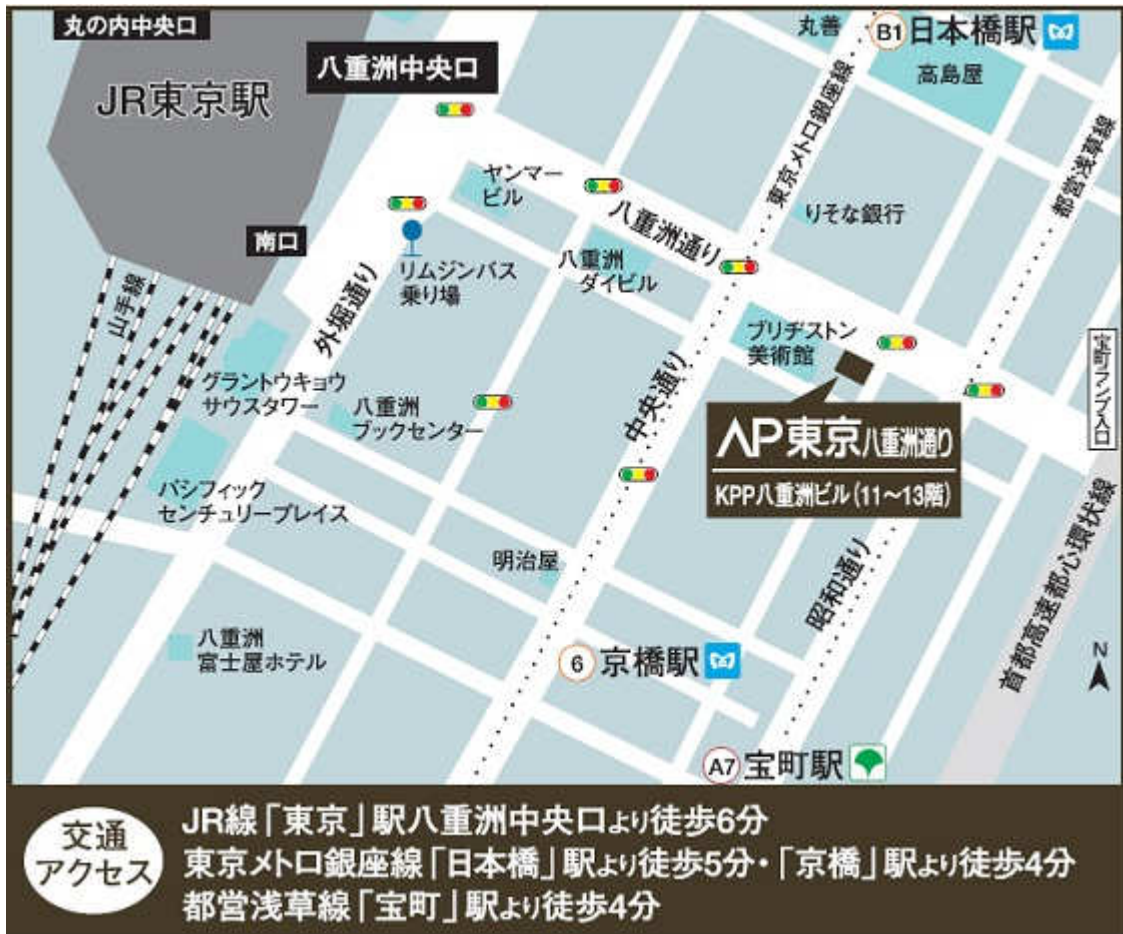 丸の内中央口
JR東京駅
八重洲中央口
丸善
B1 日本橋駅
高島屋
東京メトロ銀座線
都営浅草線
ヤンマー
ビル
八重洲通り
りそな銀行
南口
山手線
外堀通り
リムジンバス
乗り場
八重洲
ダイビル
ブリヂストン
美術館
宝町ランプ入口
グラントウキョウ
サウスタワー
八重洲
ブックセンター
中央通り
AP東京八重洲通り
KPP八重洲ビル(11〜13階)
パシフィック
センチュリープレイス
明治屋
昭和通り
首都高速都心環状線
八重洲
富士屋ホテル
6 京橋駅
N
A7 宝町駅
交通
アクセス
JR線「東京」駅八重洲中央口より徒歩6分
東京メトロ銀座線「日本橋」駅より徒歩5分・「京橋」駅より徒歩4分
都営浅草線「宝町」駅より徒歩4分